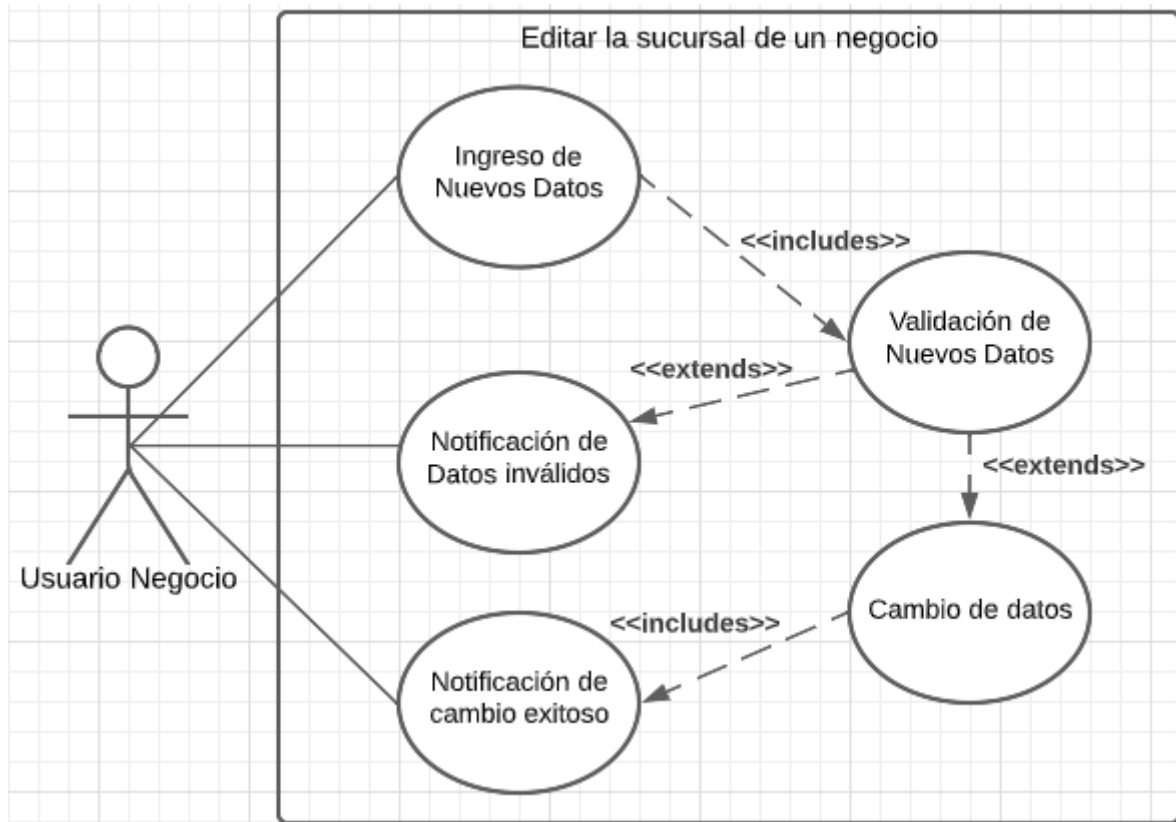 Editar la sucursal de un negocio
Ingreso de
Nuevos Datos
<<includes>>
Validación de
Nuevos Datos
<<extends>>
Notificación de
Datos inválidos
<<extends>>
Usuario Negocio
Cambio de datos
<<includes>>
Notificación de
cambio exitoso